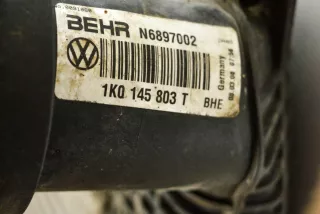 BEHR N6897002
1K0 145 803 T
BHE
Germany